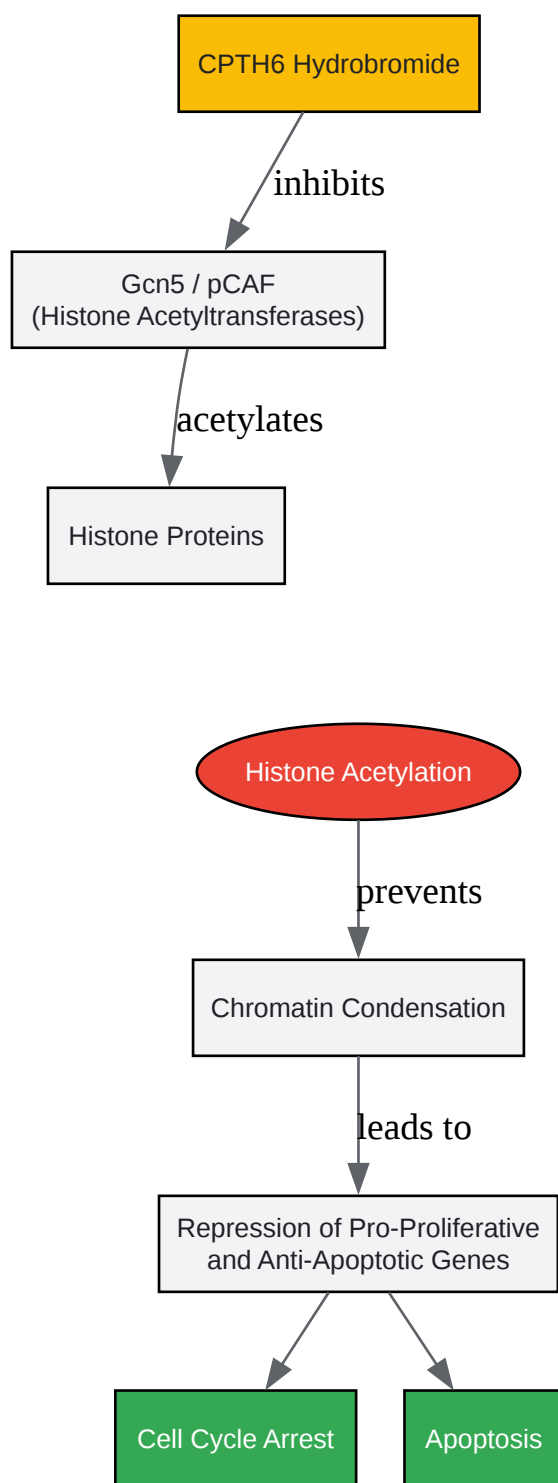 CPTH6 Hydrobromide
inhibits
Gcn5 / pCAF
(Histone Acetyltransferases)
acetylates
Histone Proteins
Histone Acetylation
prevents
Chromatin Condensation
leads to
Repression of Pro-Proliferative
and Anti-Apoptotic Genes
Cell Cycle Arrest
Apoptosis